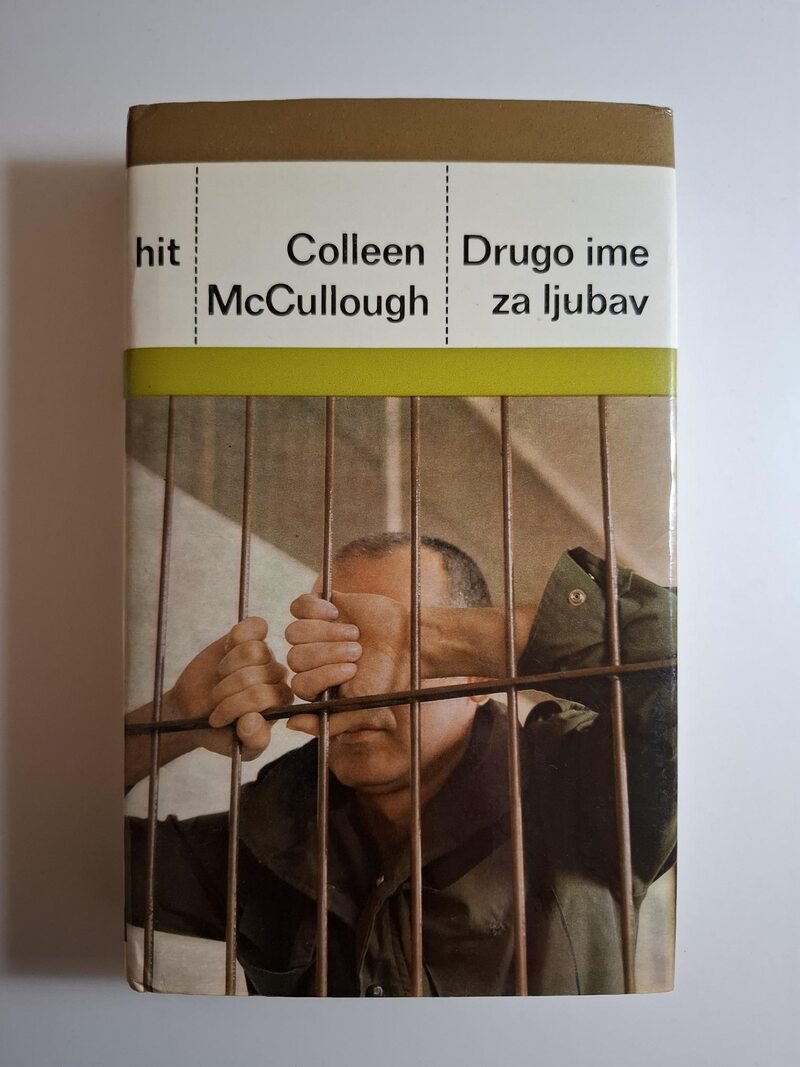 hit
Colleen
McCullough
Drugo ime
za ljubav